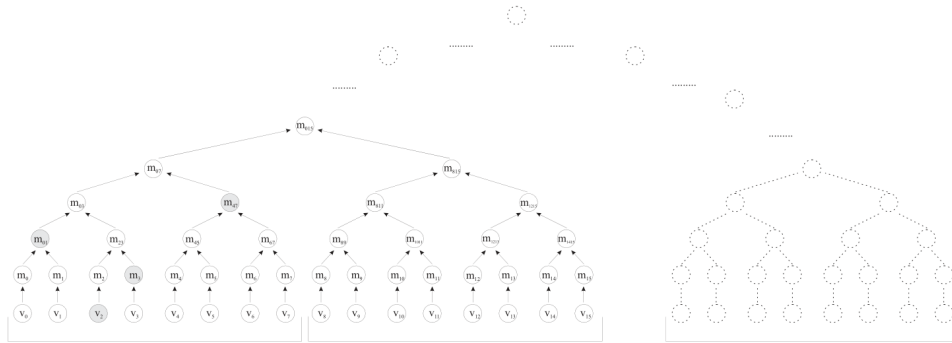 m₀₁₅
m₀₇ m₈₁₅
m₀₃ m₄₇ m₈₁₁ m₁₂₁₅
m₀₁ m₂₃ m₄₅ m₆₇ m₈₉ m₁₀₁₁ m₁₂₁₃ m₁₄₁₅
m₀ m₁ m₂ m₃ m₄ m₅ m₆ m₇ m₈ m₉ m₁₀ m₁₁ m₁₂ m₁₃ m₁₄ m₁₅
v₀ v₁ v₂ v₃ v₄ v₅ v₆ v₇ v₈ v₉ v₁₀ v₁₁ v₁₂ v₁₃ v₁₄ v₁₅